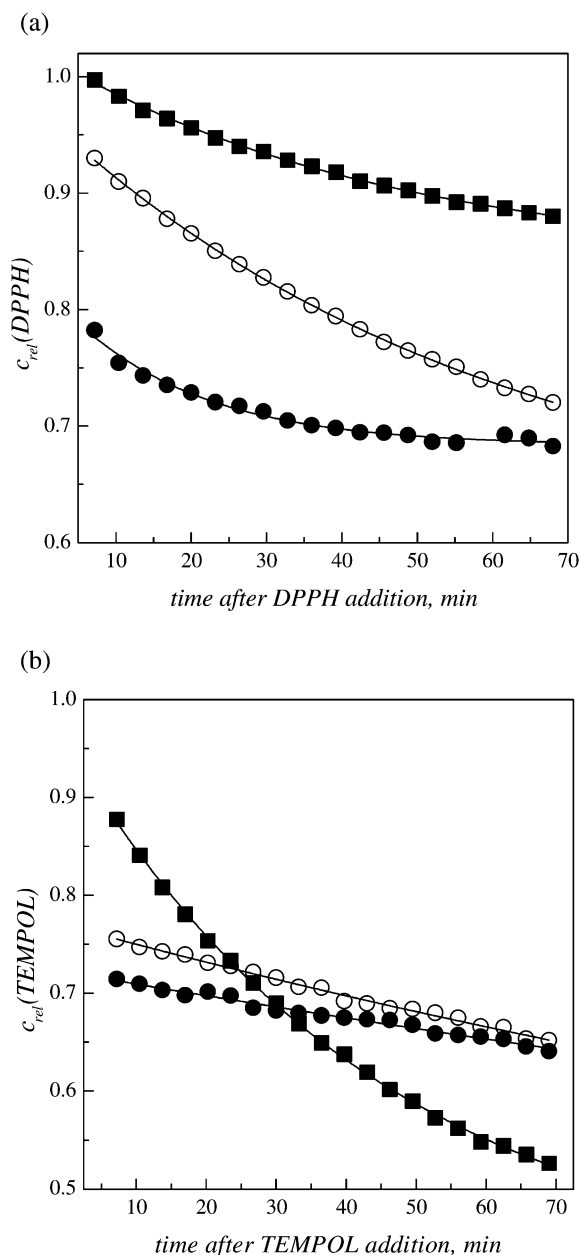 (a)
1.0
0.9
0.8
0.7
0.6
c_rel(DPPH)
10 20 30 40 50 60 70
time after DPPH addition, min
(b)
1.0
0.9
0.8
0.7
0.6
0.5
c_rel(TEMPOL)
10 20 30 40 50 60 70
time after TEMPOL addition, min